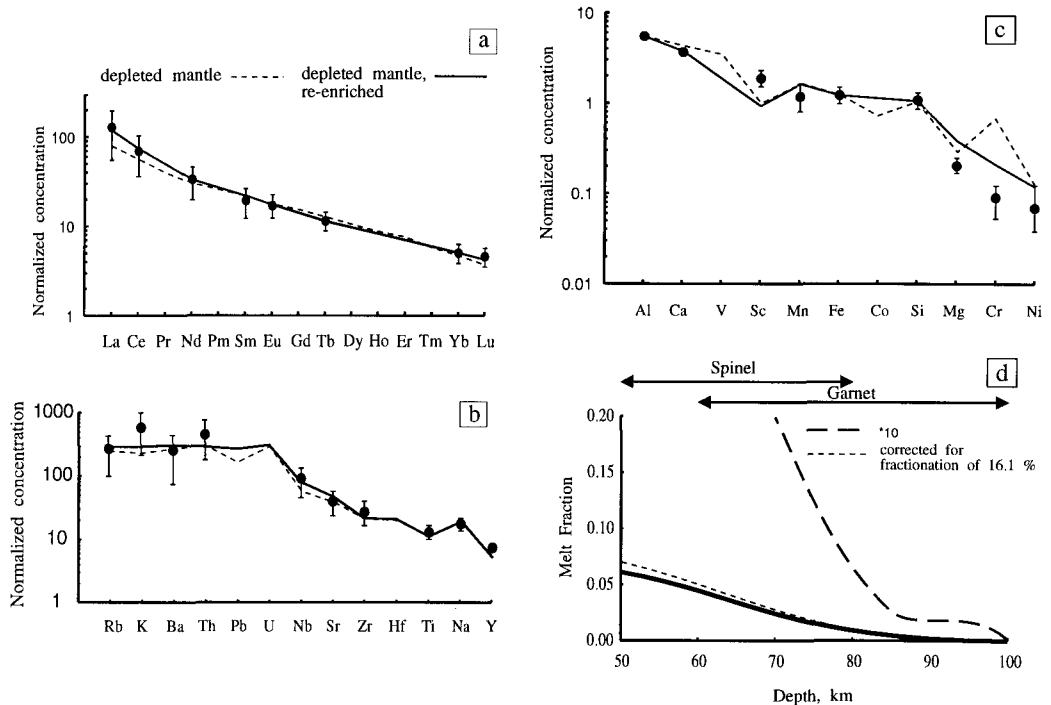 a
depleted mantle
depleted mantle,
re-enriched
Normalized concentration
100
10
1
La Ce Pr Nd Pm Sm Eu Gd Tb Dy Ho Er Tm Yb Lu
b
Normalized concentration
1000
100
10
1
Rb K Ba Th Pb U Nb Sr Zr Hf Ti Na Y
c
Normalized concentration
10
1
0.1
0.01
Al Ca V Sc Mn Fe Co Si Mg Cr Ni
d
Spinel
Garnet
Melt Fraction
0.20
0.15
0.10
0.05
0.00
*10
corrected for
fractionation of 16.1 %
50 60 70 80 90 100
Depth, km